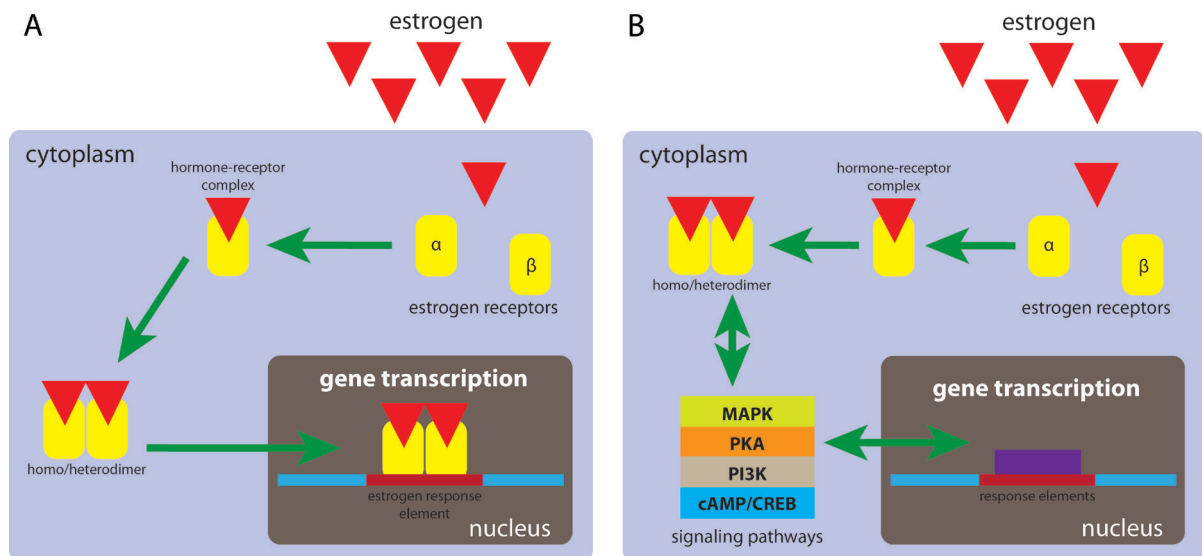 A
estrogen
cytoplasm
hormone-receptor
complex
α
β
estrogen receptors
homo/heterodimer
gene transcription
estrogen response
element
nucleus
B
estrogen
cytoplasm
hormone-receptor
complex
α
β
homo/heterodimer
estrogen receptors
MAPK
PKA
PI3K
cAMP/CREB
signaling pathways
gene transcription
response elements
nucleus